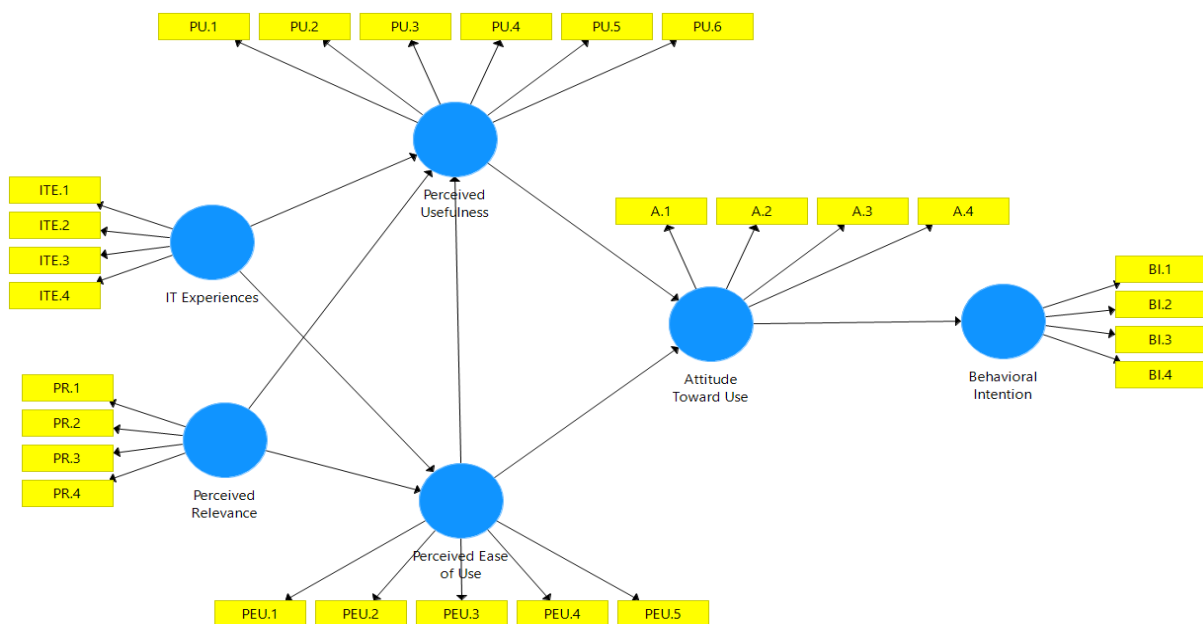 PU.1
PU.2
PU.3
PU.4
PU.5
PU.6
Perceived
Usefulness
ITE.1
ITE.2
ITE.3
ITE.4
IT Experiences
A.1
A.2
A.3
A.4
Attitude
Toward Use
BI.1
BI.2
BI.3
BI.4
Behavioral
Intention
PR.1
PR.2
PR.3
PR.4
Perceived
Relevance
Perceived Ease
of Use
PEU.1
PEU.2
PEU.3
PEU.4
PEU.5